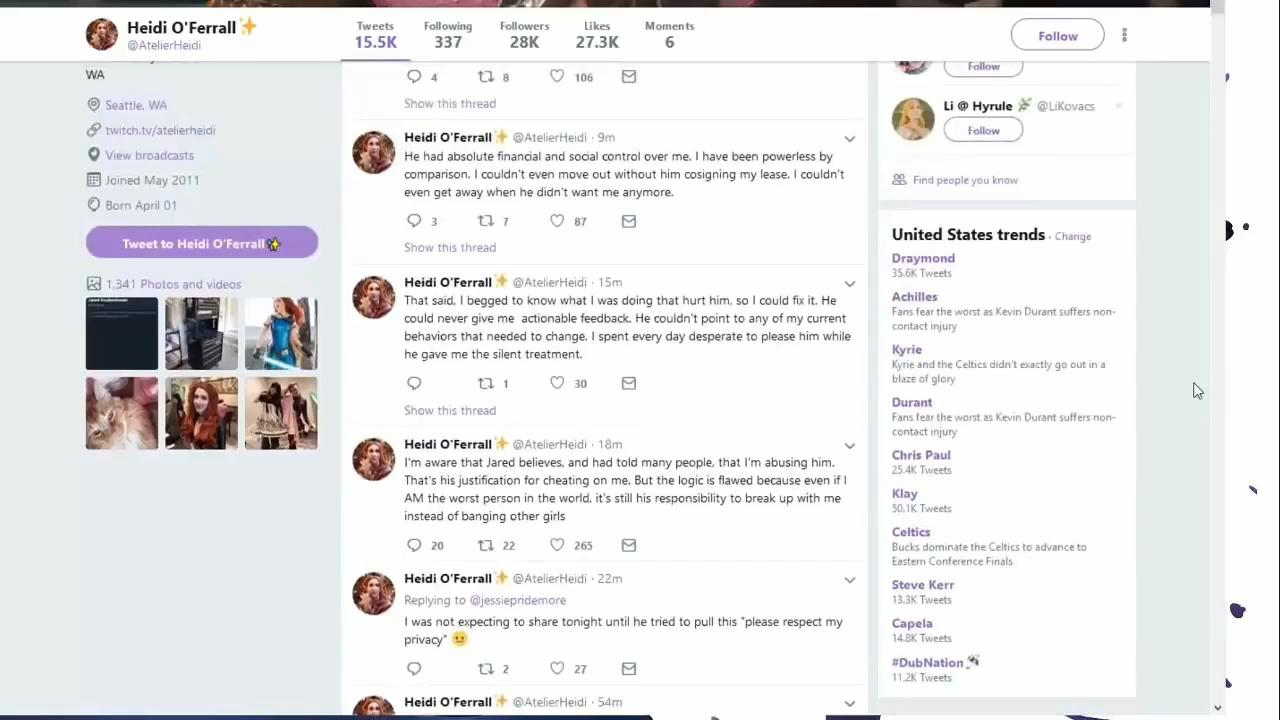 Heidi O'Ferrall✨
@AtelierHeidi
Tweets
15.5K
Following
337
Followers
28K
Likes
27.3K
Moments
6
Follow
WA
Seattle, WA
twitch.tv/atelierheidi
View broadcasts
Joined May 2011
Born April 01
Tweet to Heidi O'Ferrall✨
1,341 Photos and videos
4 8 106
Show this thread
Heidi O'Ferrall✨ @AtelierHeidi · 9m
He had absolute financial and social control over me. I have been powerless by
comparison. I couldn't even move out without him cosigning my lease. I couldn't
even get away when he didn't want me anymore.
3 7 87
Show this thread
Heidi O'Ferrall✨ @AtelierHeidi · 15m
That said, I begged to know what I was doing that hurt him, so I could fix it. He
could never give me actionable feedback. He couldn't point to any of my current
behaviors that needed to change. I spent every day desperate to please him while
he gave me the silent treatment.
1 30
Show this thread
Heidi O'Ferrall✨ @AtelierHeidi · 18m
I'm aware that Jared believes, and had told many people, that I'm abusing him.
That's his justification for cheating on me. But the logic is flawed because even if I
AM the worst person in the world, it's still his responsibility to break up with me
instead of banging other girls
20 22 265
Heidi O'Ferrall✨ @AtelierHeidi · 22m
Replying to @jessiepridemore
I was not expecting to share tonight until he tried to pull this "please respect my
privacy" 😐
2 27
Heidi O'Ferrall✨ @AtelierHeidi · 54m
Follow
Li @ Hyrule 🌿 @LiKovacs
Follow
Find people you know
United States trends · Change
Draymond
35.6K Tweets
Achilles
Fans fear the worst as Kevin Durant suffers non-
contact injury
Kyrie
Kyrie and the Celtics didn't exactly go out in a
blaze of glory
Durant
Fans fear the worst as Kevin Durant suffers non-
contact injury
Chris Paul
25.4K Tweets
Klay
50.1K Tweets
Celtics
Bucks dominate the Celtics to advance to
Eastern Conference Finals
Steve Kerr
13.3K Tweets
Capela
14.8K Tweets
#DubNation
11.2K Tweets